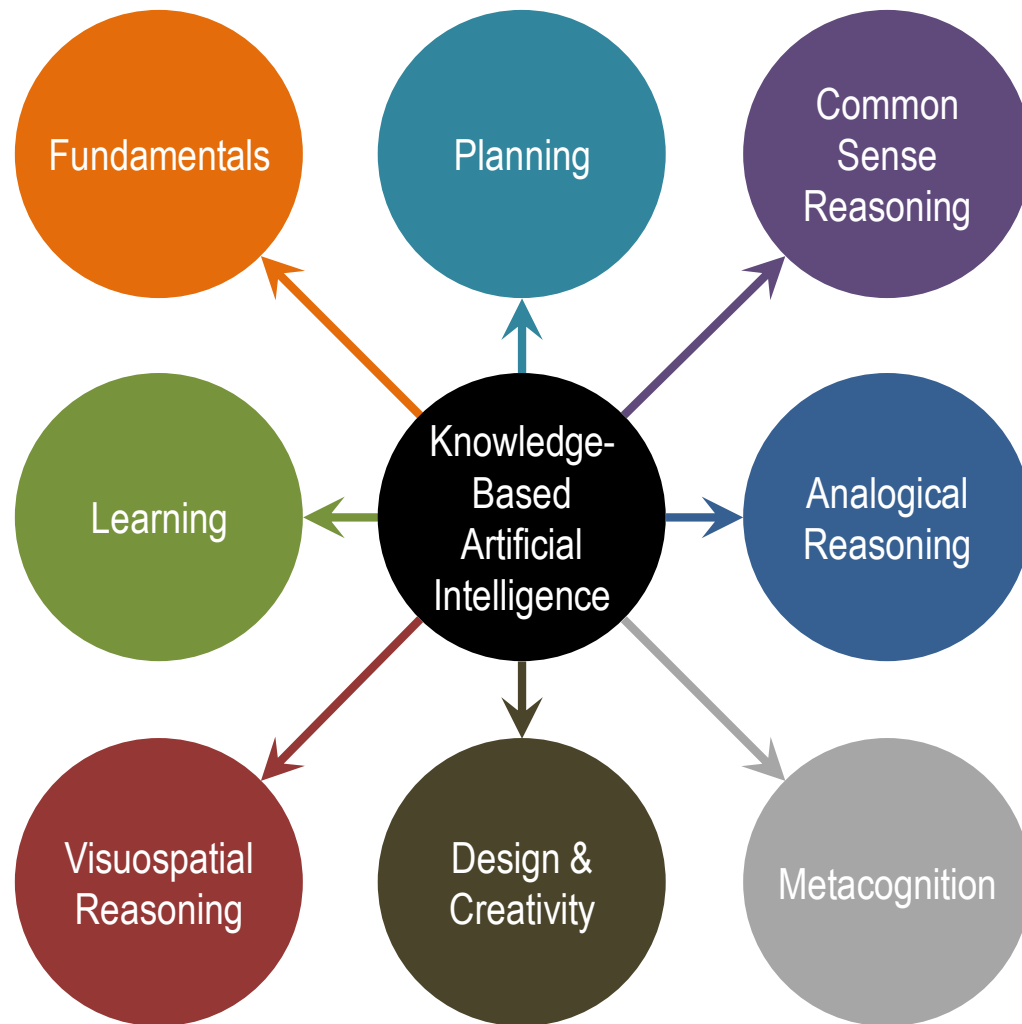 Fundamentals
Planning
Common
Sense
Reasoning
Learning
Knowledge-
Based
Artificial
Intelligence
Analogical
Reasoning
Visuospatial
Reasoning
Design &
Creativity
Metacognition